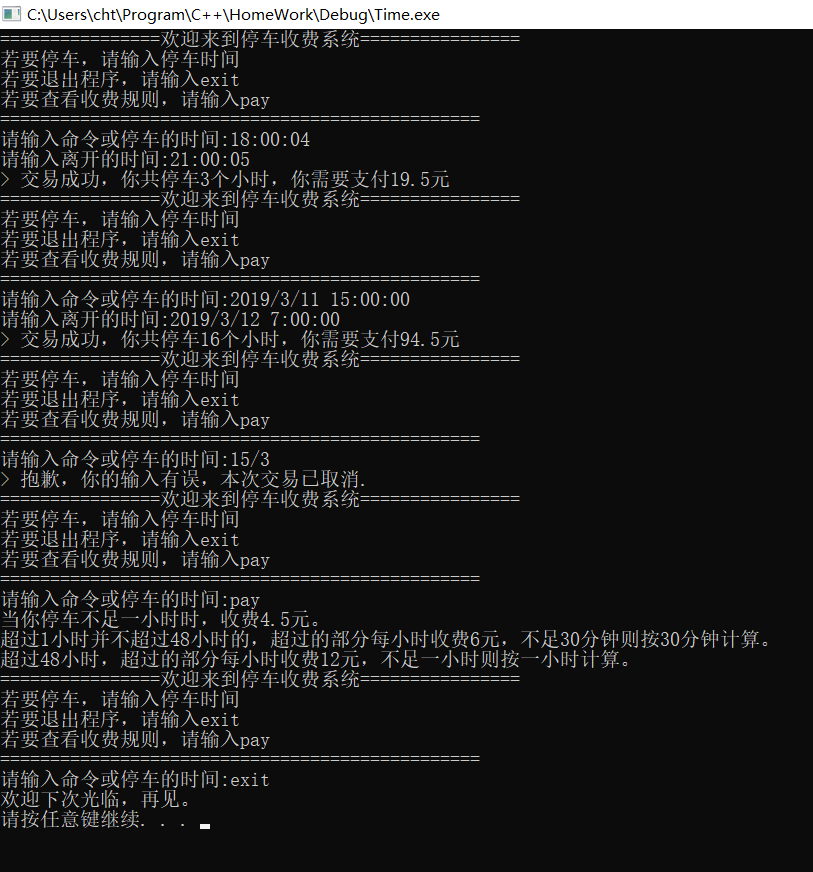 C:\Users\cht\Program\C++\HomeWork\Debug\Time.exe
================欢迎来到停车收费系统================
若要停车，请输入停车时间
若要退出程序，请输入exit
若要查看收费规则，请输入pay
================================================
请输入命令或停车的时间:18:00:04
请输入离开的时间:21:00:05
> 交易成功，你共停车3个小时，你需要支付19.5元
================欢迎来到停车收费系统================
若要停车，请输入停车时间
若要退出程序，请输入exit
若要查看收费规则，请输入pay
================================================
请输入命令或停车的时间:2019/3/11 15:00:00
请输入离开的时间:2019/3/12 7:00:00
> 交易成功，你共停车16个小时，你需要支付94.5元
================欢迎来到停车收费系统================
若要停车，请输入停车时间
若要退出程序，请输入exit
若要查看收费规则，请输入pay
================================================
请输入命令或停车的时间:15/3
> 抱歉，你的输入有误，本次交易已取消.
================欢迎来到停车收费系统================
若要停车，请输入停车时间
若要退出程序，请输入exit
若要查看收费规则，请输入pay
================================================
请输入命令或停车的时间:pay
当你停车不足一小时时，收费4.5元。
超过1小时并不超过48小时的，超过的部分每小时收费6元，不足30分钟则按30分钟计算。
超过48小时，超过的部分每小时收费12元，不足一小时则按一小时计算。
================欢迎来到停车收费系统================
若要停车，请输入停车时间
若要退出程序，请输入exit
若要查看收费规则，请输入pay
================================================
请输入命令或停车的时间:exit
欢迎下次光临，再见。
请按任意键继续. . .